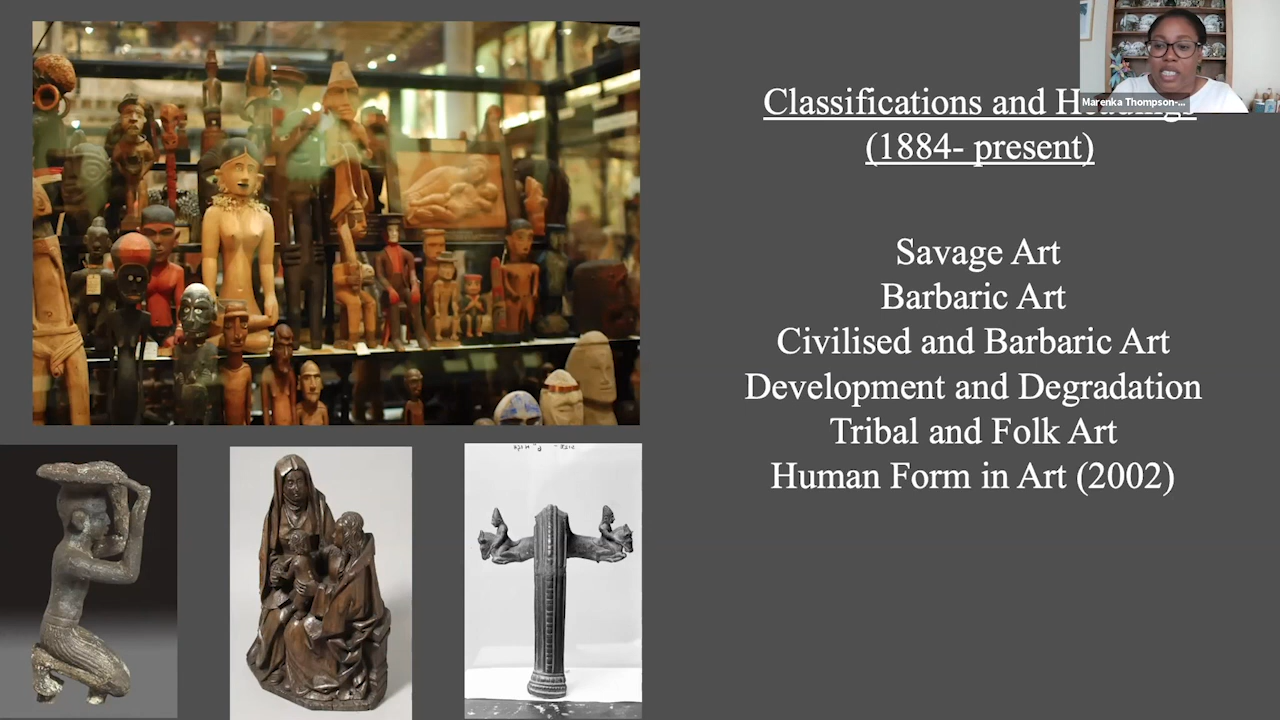 Classifications and Headings
(1884- present)
Savage Art
Barbaric Art
Civilised and Barbaric Art
Development and Degradation
Tribal and Folk Art
Human Form in Art (2002)
Marenka Thompson-...